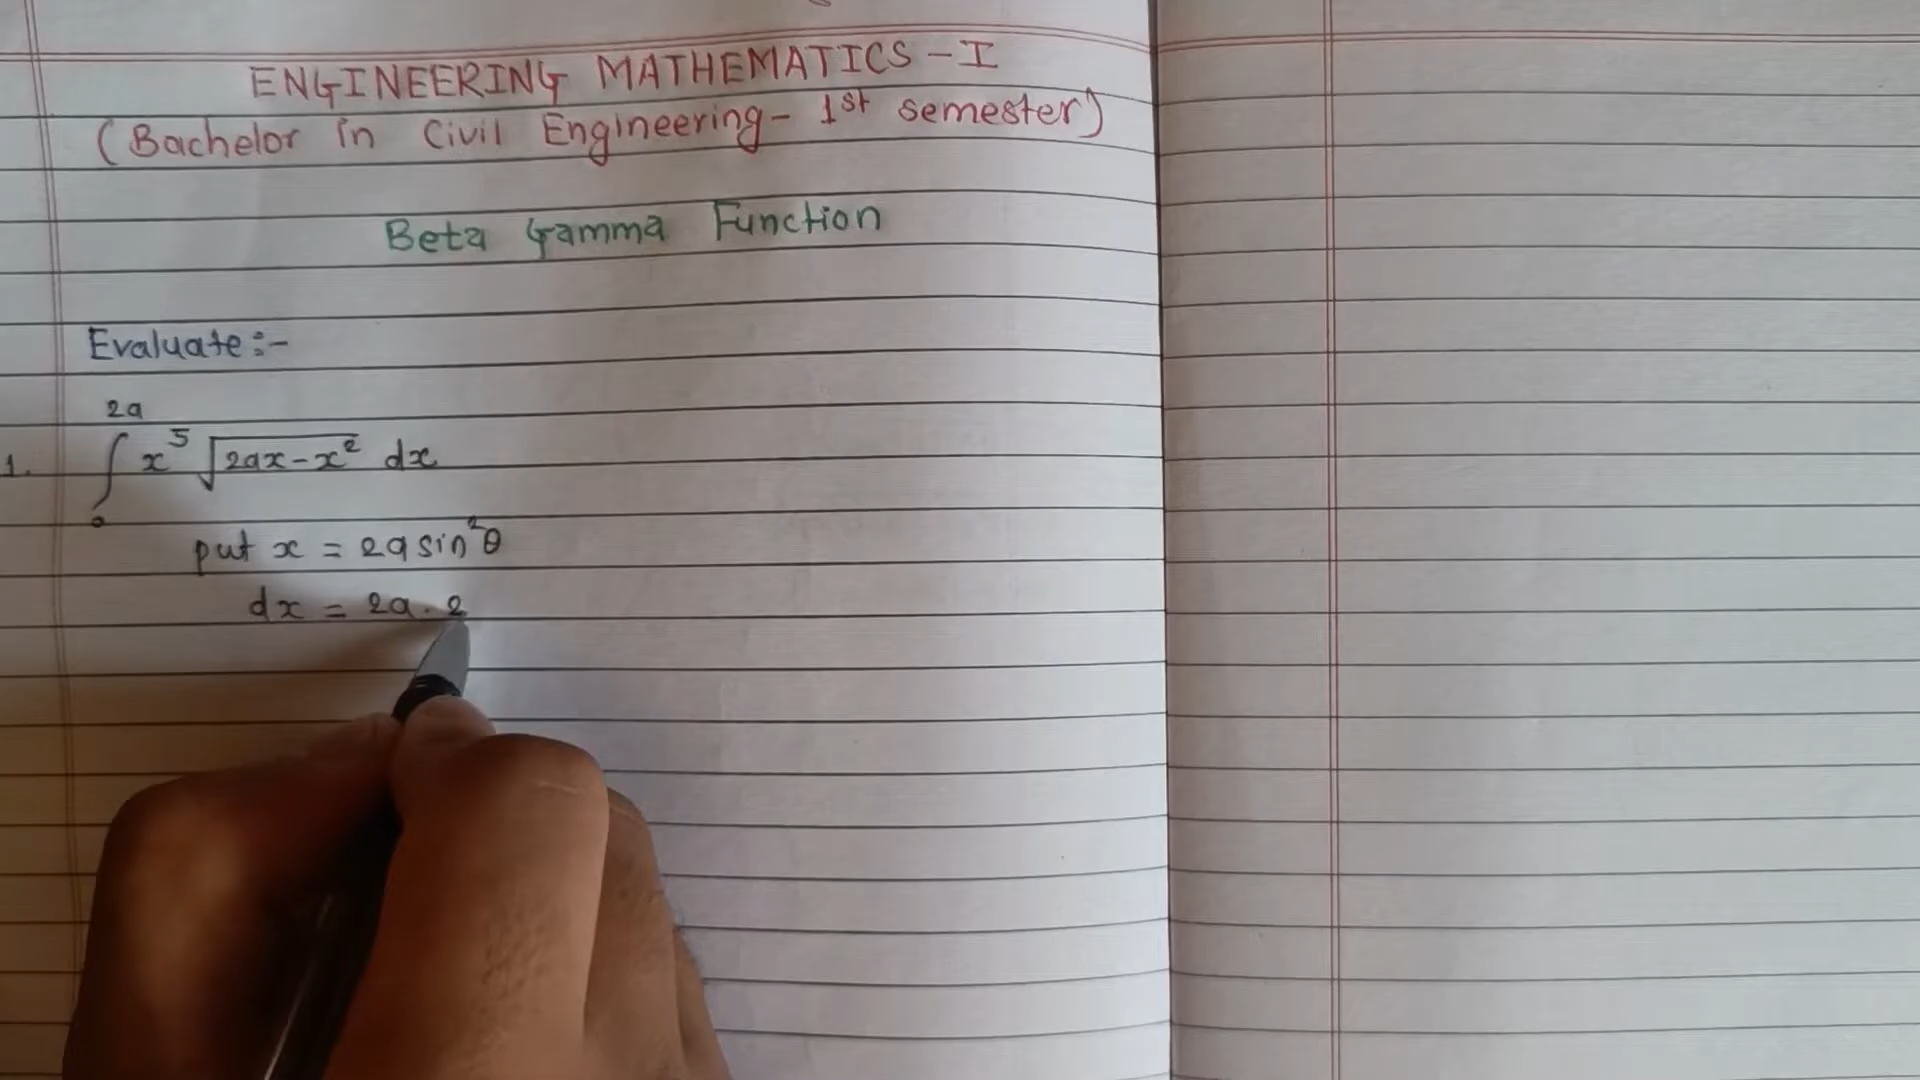 ENGINEERING MATHEMATICS - I
(Bachelor in Civil Engineering - 1st semester)
Beta Gamma Function
Evaluate :-
1. ∫₀²ᵃ x⁵ √(2ax - x²) dx
put x = 2a sin²θ
dx = 2a . 2